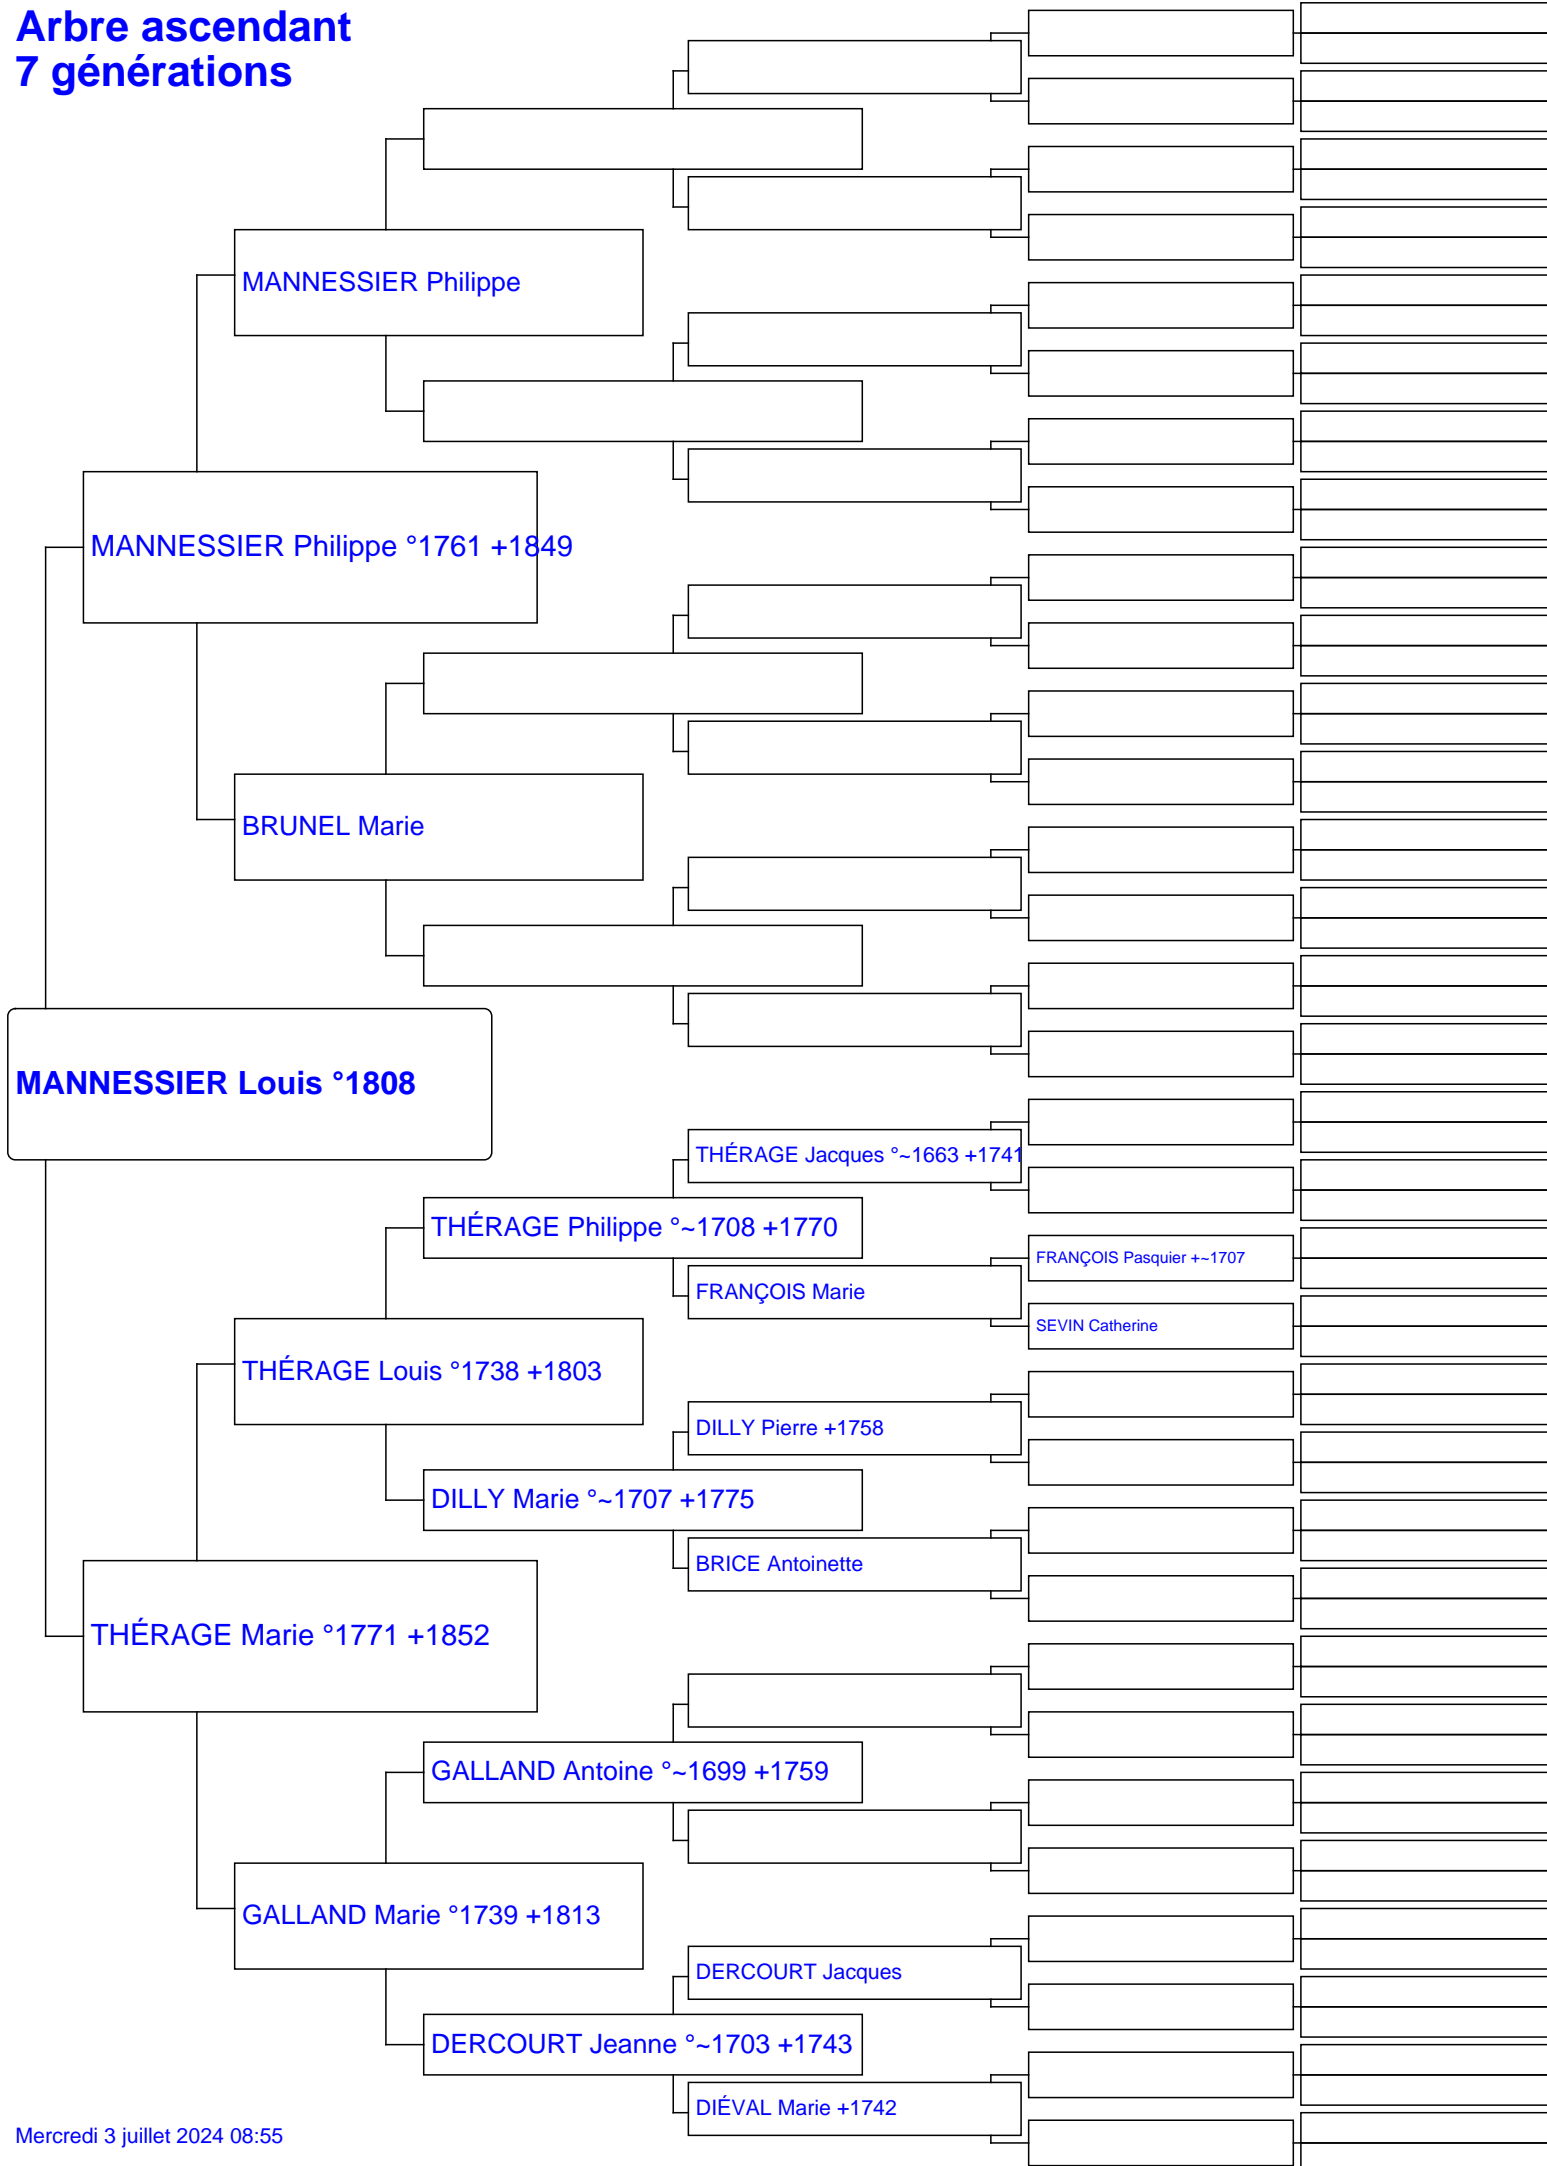 Arbre ascendant
7 générations
MANNESSIER Philippe
MANNESSIER Philippe °1761 +1849
BRUNEL Marie
MANNESSIER Louis °1808
THÉRAGE Jacques °~1663 +1741
THÉRAGE Philippe °~1708 +1770
FRANÇOIS Pasquier +~1707
FRANÇOIS Marie
SEVIN Catherine
THÉRAGE Louis °1738 +1803
DILLY Pierre +1758
DILLY Marie °~1707 +1775
BRICE Antoinette
THÉRAGE Marie °1771 +1852
GALLAND Antoine °~1699 +1759
GALLAND Marie °1739 +1813
DERCOURT Jacques
DERCOURT Jeanne °~1703 +1743
DIÉVAL Marie +1742
Mercredi 3 juillet 2024 08:55